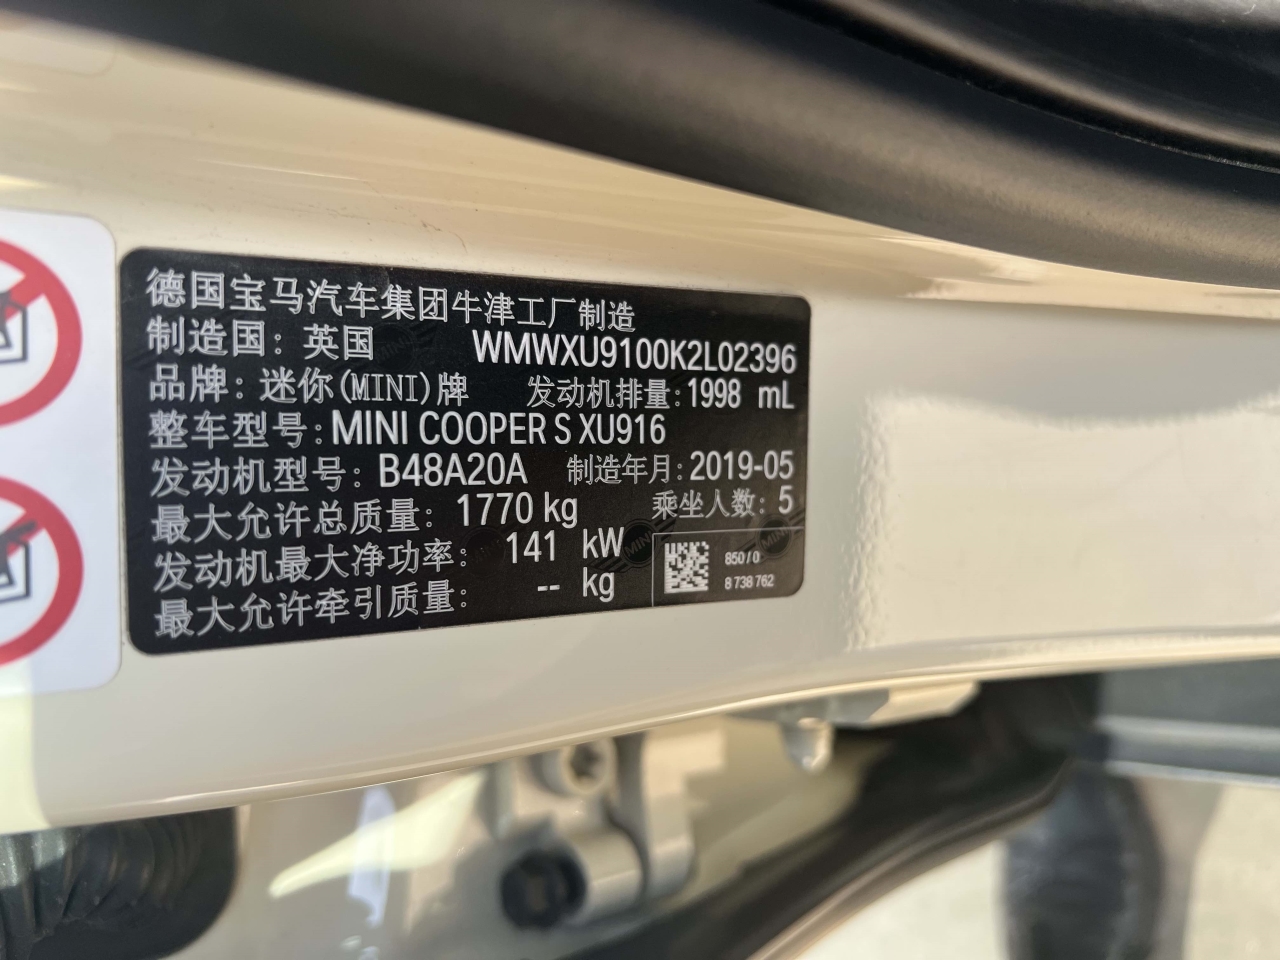 德国宝马汽车集团牛津工厂制造
制造国: 英国 WMWXU9100K2L02396
品牌: 迷你(MINI)牌 发动机排量: 1998 mL
整车型号: MINI COOPER S XU916
发动机型号: B48A20A 制造年月: 2019-05
最大允许总质量: 1770 kg 乘坐人数: 5
发动机最大净功率: 141 kW
最大允许牵引质量: -- kg
850/0
8 738 762